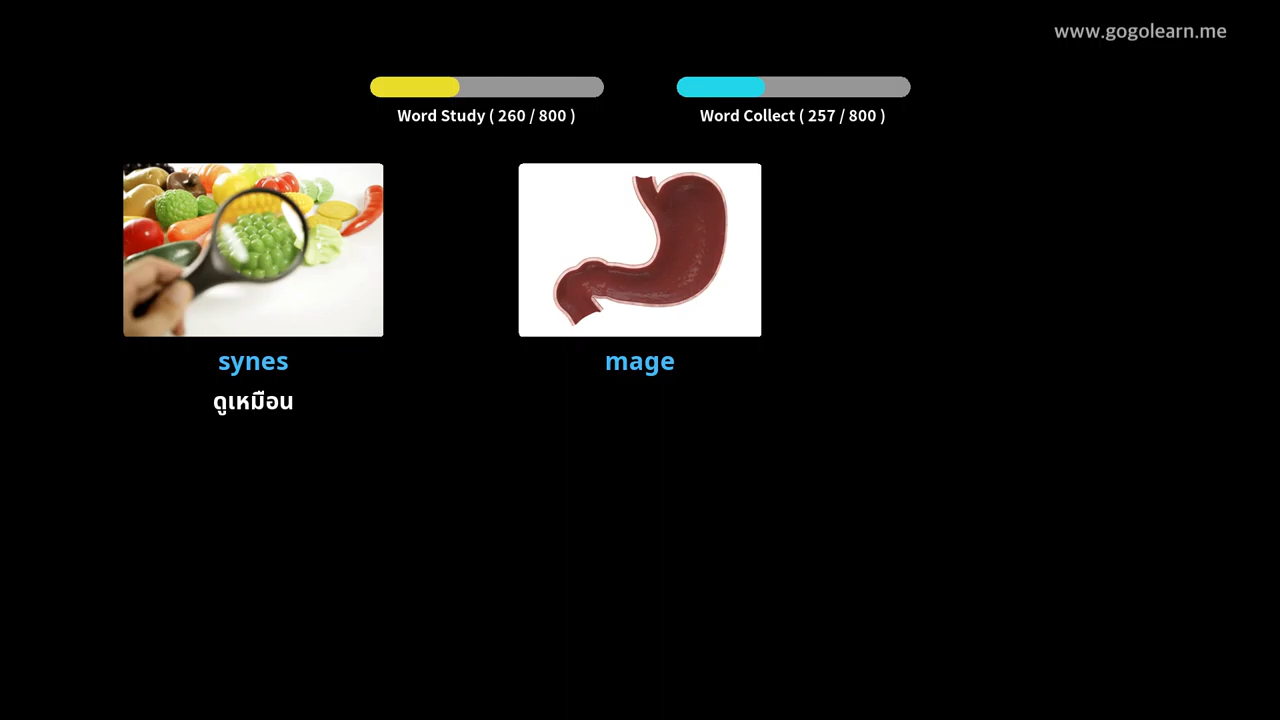 www.gogolearn.me
Word Study ( 260 / 800 )
Word Collect ( 257 / 800 )
synes
mage
ดูเหมือน